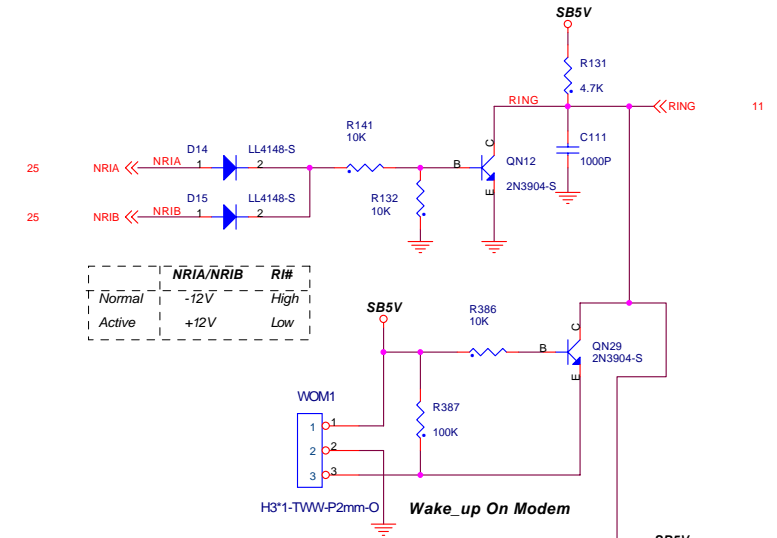 SB5V
R131
4.7K
RING
RING
11
R141
10K
C111
1000P
D14
LL4148-S
25
NRIA
NRIA
1
2
B
C
E
QN12
2N3904-S
R132
10K
D15
LL4148-S
25
NRIB
NRIB
1
2
NRIA/NRIB RI#
Normal -12V High
Active +12V Low
SB5V
R386
10K
B
C
E
QN29
2N3904-S
R387
100K
WOM1
1 1
2 2
3 3
H3*1-TWW-P2mm-O
Wake_up On Modem
SB5V